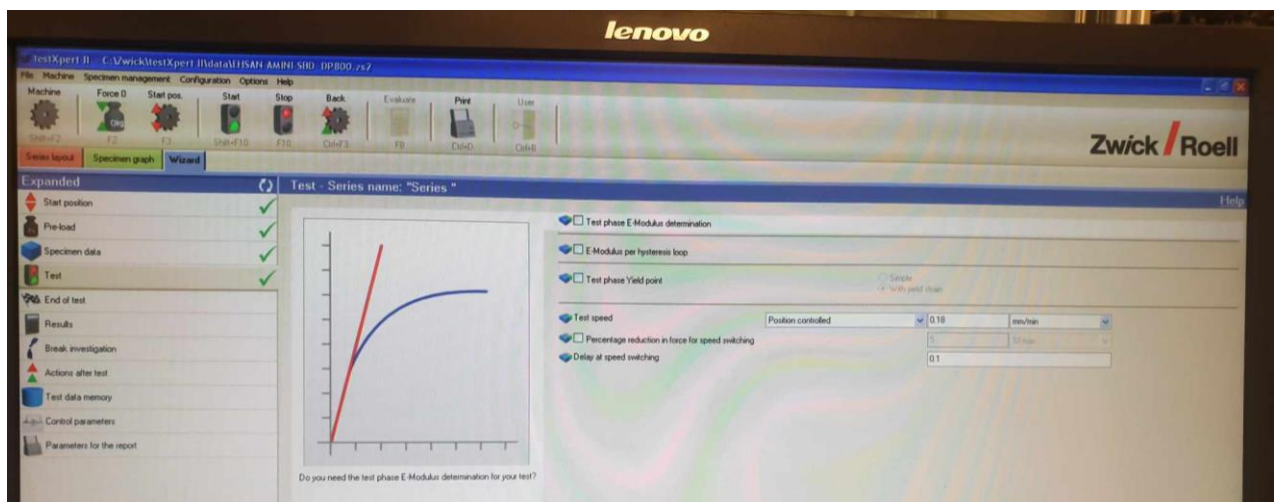 lenovo
TestXpert II C:\Zwick\testXpert II\data\EHSAN AMINI SBD_DP800.zs2
File Machine Specimen management Configuration Options Help
Machine Force 0 Start pos. Start Stop Back Evaluate Print User
Shift+F2 F2 F3 Shift+F10 F10 Ctrl+F3 F8 Ctrl+D Ctrl+B
Zwick / Roell
Series layout Specimen graph Wizard
Expanded Test - Series name: "Series "
Help
Start position
Pre-load
Specimen data
Test
End of test
Results
Break investigation
Actions after test
Test data memory
Control parameters
Parameters for the report
Test phase E-Modulus determination
E-Modulus per hysteresis loop
Test phase Yield point Simple
With yield strain
Test speed Position controlled 0.18 mm/min
Percentage reduction in force for speed switching 5
Delay at speed switching 0.1
Do you need the test phase E-Modulus determination for your test?